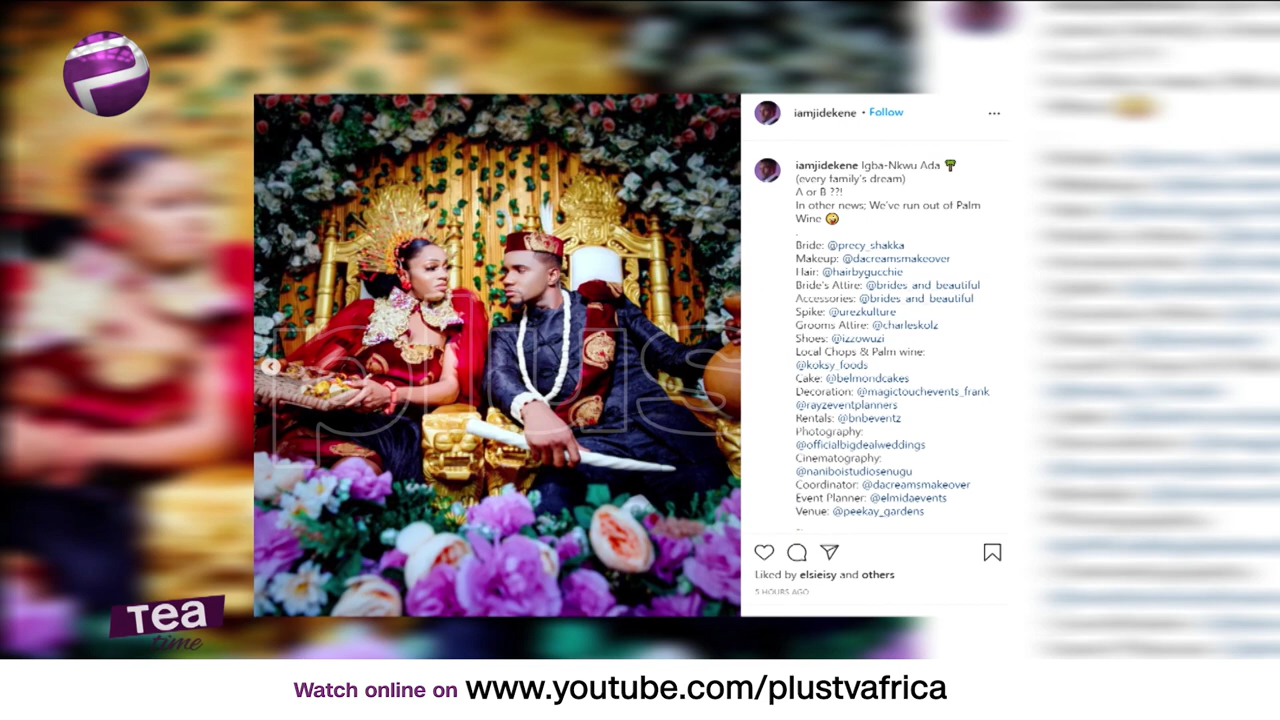 iamjidekene • Follow
iamjidekene Igba-Nkwu Ada 🌴
(every family's dream)
A or B ??!
In other news; We've run out of Palm
Wine 😜
.
Bride: @precy_shakka
Makeup: @dacreamsmakeover
Hair: @hairbygucchie
Bride's Attire: @brides_and_beautiful
Accessories: @brides_and_beautiful
Spike: @urezkulture
Grooms Attire: @charleskolz
Shoes: @izzowuzi
Local Chops & Palm wine:
@koksy_foods
Cake: @belmondcakes
Decoration: @magictouchevents_frank
@rayzeventplanners
Rentals: @bnbeventz
Photography:
@officialbigdealweddings
Cinematography:
@naniboistudiosenugu
Coordinator: @dacreamsmakeover
Event Planner: @elmidaevents
Venue: @peekay_gardens
Liked by elsieisy and others
5 HOURS AGO
plus
Tea
time
Watch online on www.youtube.com/plustvafrica